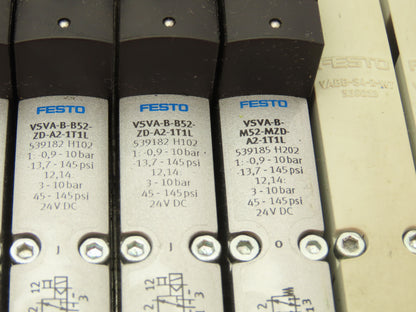 FESTO
VSVA-B-B52-
ZD-A2-1T1L
539182 H102
1: -0,9 - 10 bar
-13,7 - 145 psi
12,14:
3 - 10 bar
45 - 145 psi
24V DC
J
12
3
FESTO
VSVA-B-B52-
ZD-A2-1T1L
539182 H102
1: -0,9 - 10 bar
-13,7 - 145 psi
12,14:
3 - 10 bar
45 - 145 psi
24V DC
J
12
3
FESTO
VSVA-B-
M52-MZD-
A2-1T1L
539185 H202
1: -0,9 - 10 bar
-13,7 - 145 psi
12,14:
3 - 10 bar
45 - 145 psi
24V DC
O
FESTO